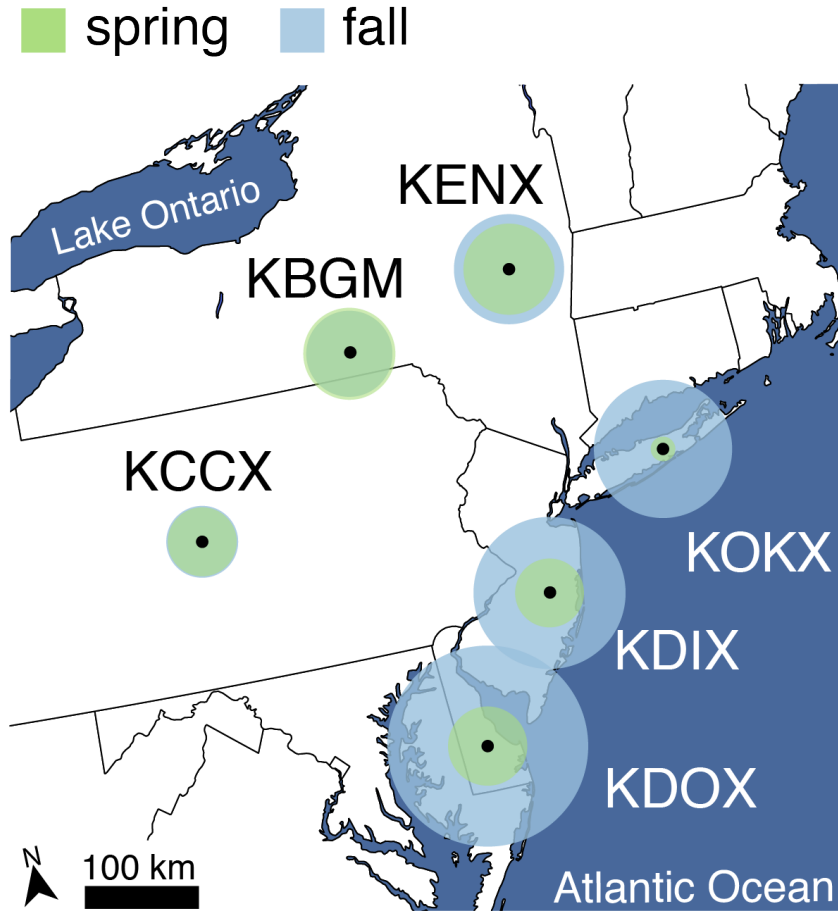 spring fall
KENX
Lake Ontario
KBGM
KCCX
KOKX
KDIX
KDOX
N
100 km
Atlantic Ocean